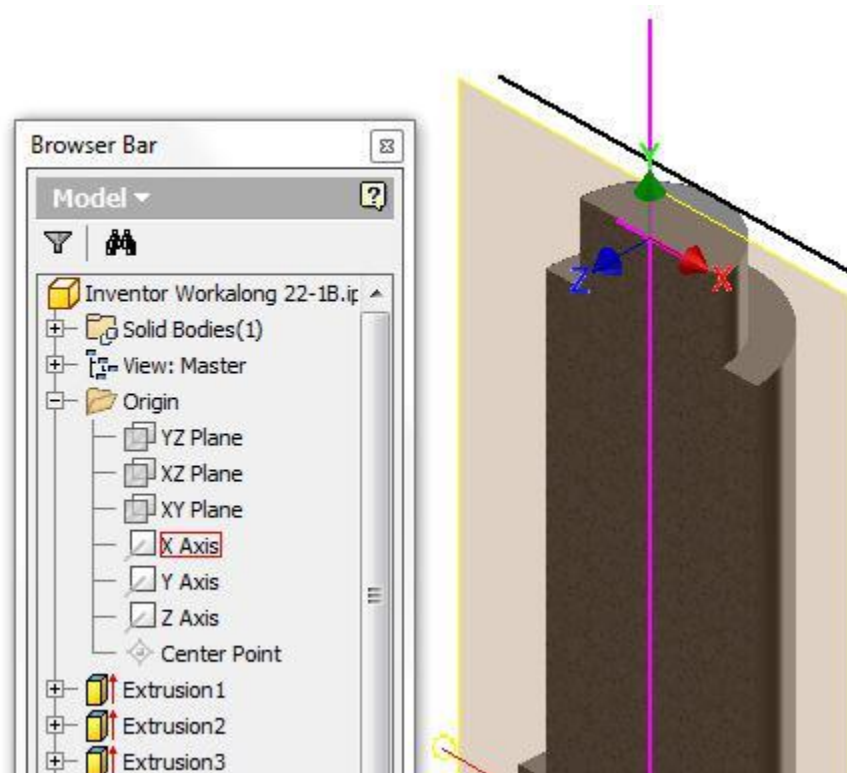 Browser Bar
Model
Inventor Workalong 22-1B.ip
Solid Bodies(1)
View: Master
Origin
YZ Plane
XZ Plane
XY Plane
X Axis
Y Axis
Z Axis
Center Point
Extrusion1
Extrusion2
Extrusion3
Y
Z
X